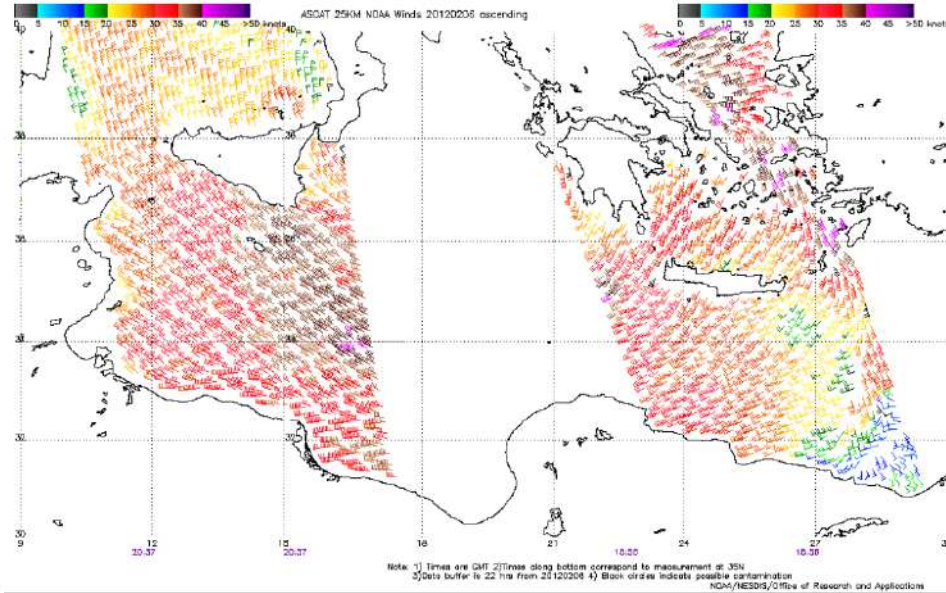 0 5 10 15 20 25 30 35 40 45 >50 knots
ASCAT 25KM NOAA Winds 20120206 ascending
0 5 10 15 20 25 30 35 40 45 >50 knots
38
36
34
32
30
9 12 15 18 21 24 27
20:37 20:37 18:58 18:58
Note: 1) Times are GMT 2)Times along bottom correspond to measurement at 35N
3)Data buffer is 22 hrs from 20120206 4) Black circles indicate possible contamination
NOAA/NESDIS/Office of Research and Applications